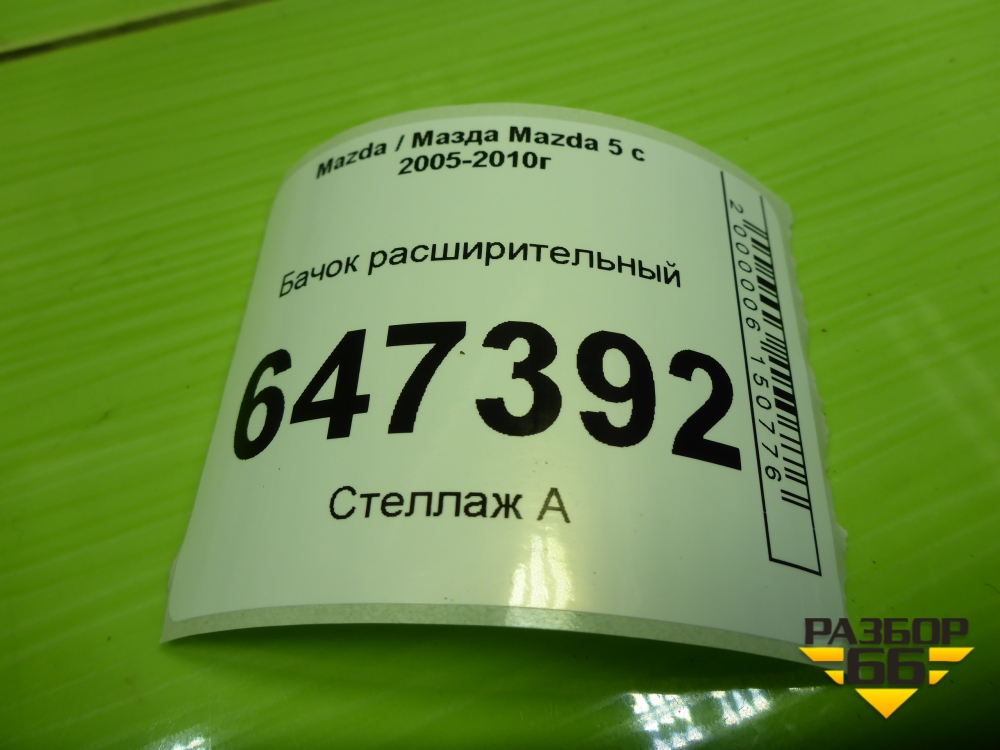 Mazda / Мазда Mazda 5 с
2005-2010г
Бачок расширительный
647392
Стеллаж А
2000006150776
РАЗБОР
66